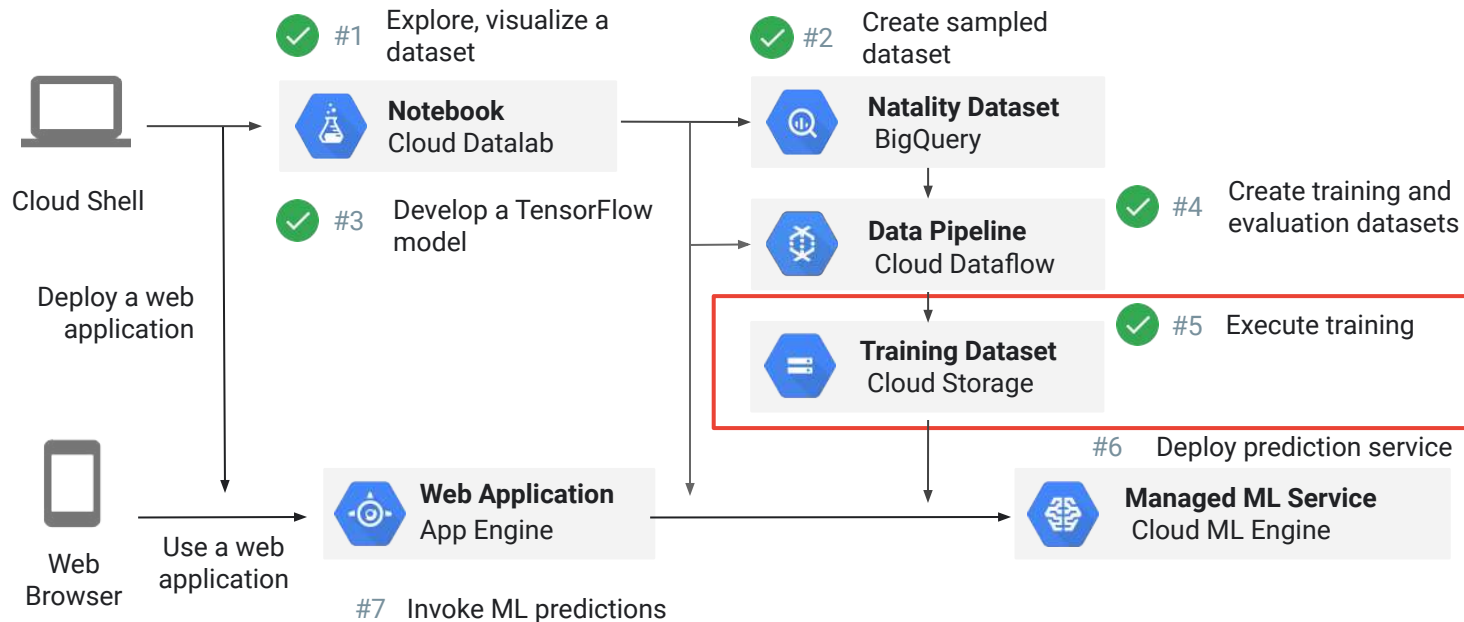 #1 Explore, visualize a
dataset
#2 Create sampled
dataset
Notebook
Cloud Datalab
Natality Dataset
BigQuery
Cloud Shell
#3 Develop a TensorFlow
model
#4 Create training and
evaluation datasets
Data Pipeline
Cloud Dataflow
Deploy a web
application
#5 Execute training
Training Dataset
Cloud Storage
#6 Deploy prediction service
Web Application
App Engine
Managed ML Service
Cloud ML Engine
Web
Browser
Use a web
application
#7 Invoke ML predictions